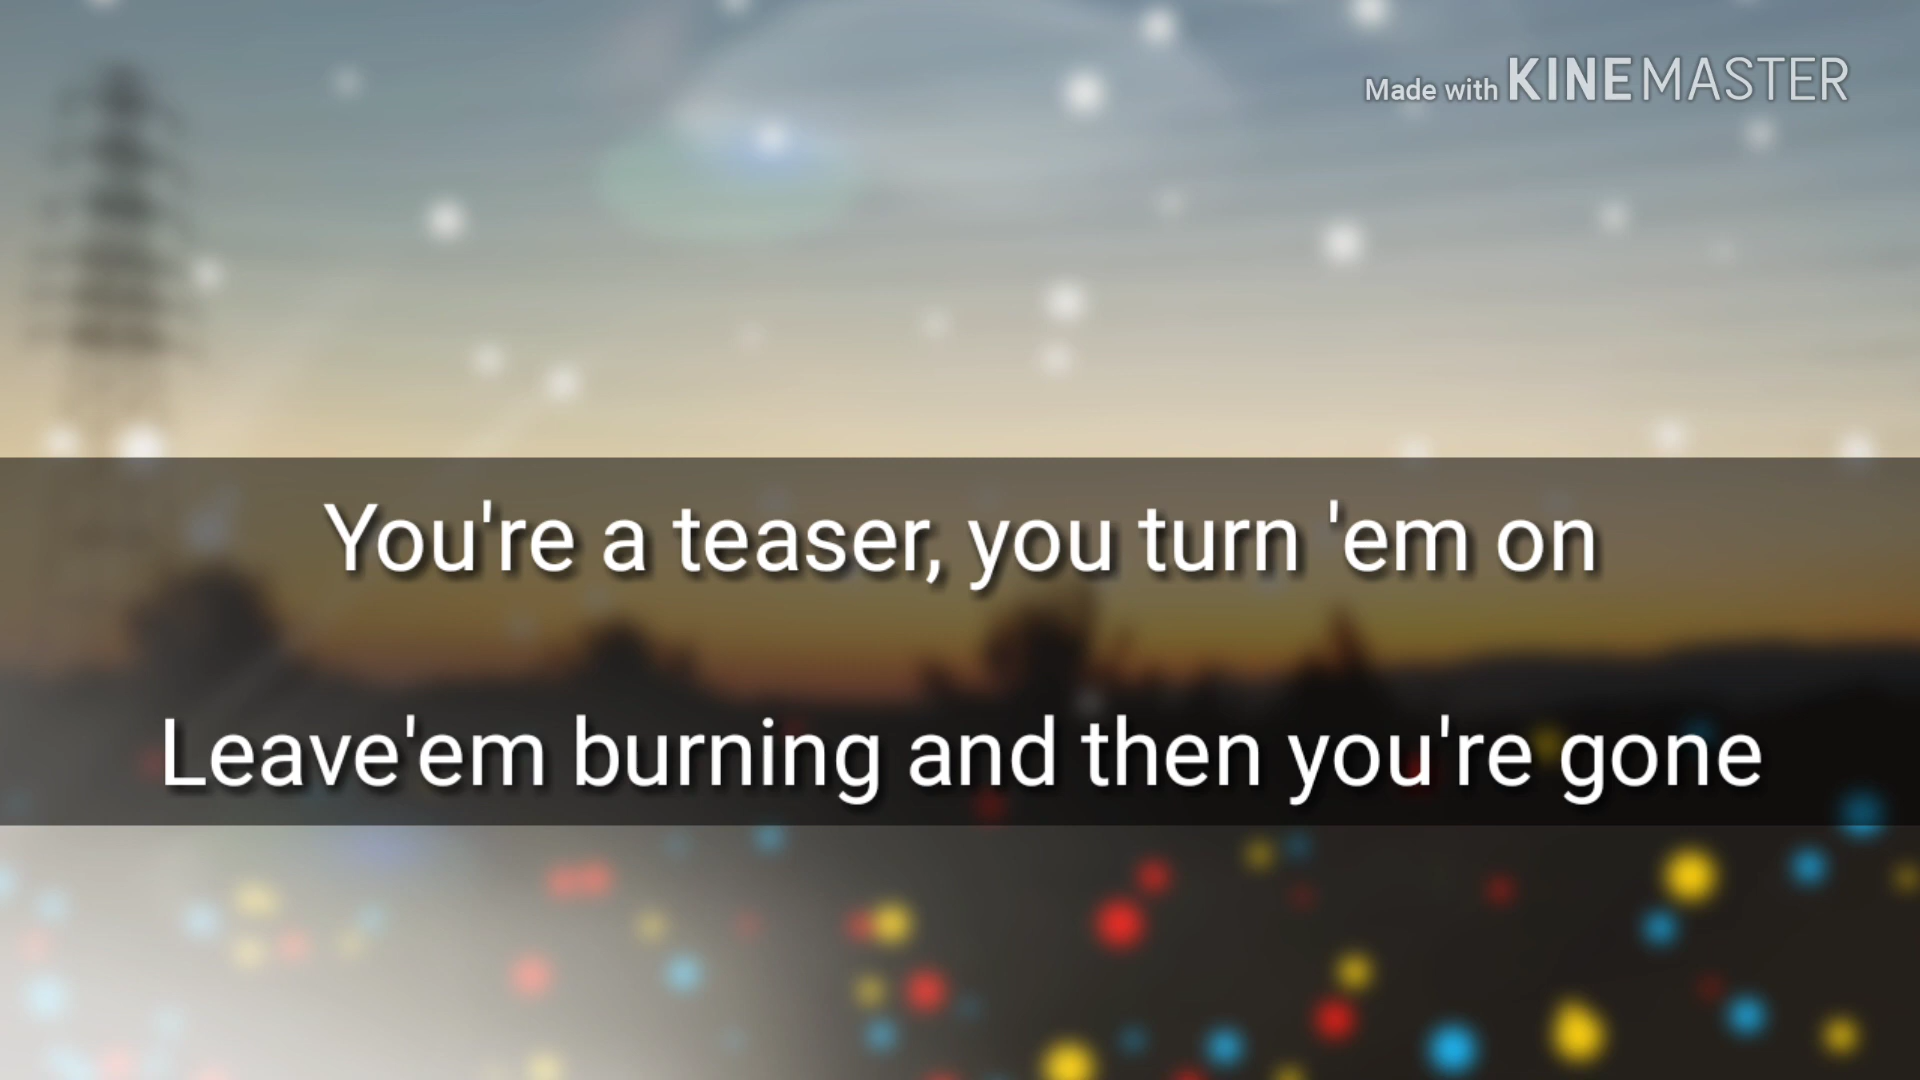 Made with KINEMASTER
You're a teaser, you turn 'em on
Leave'em burning and then you're gone